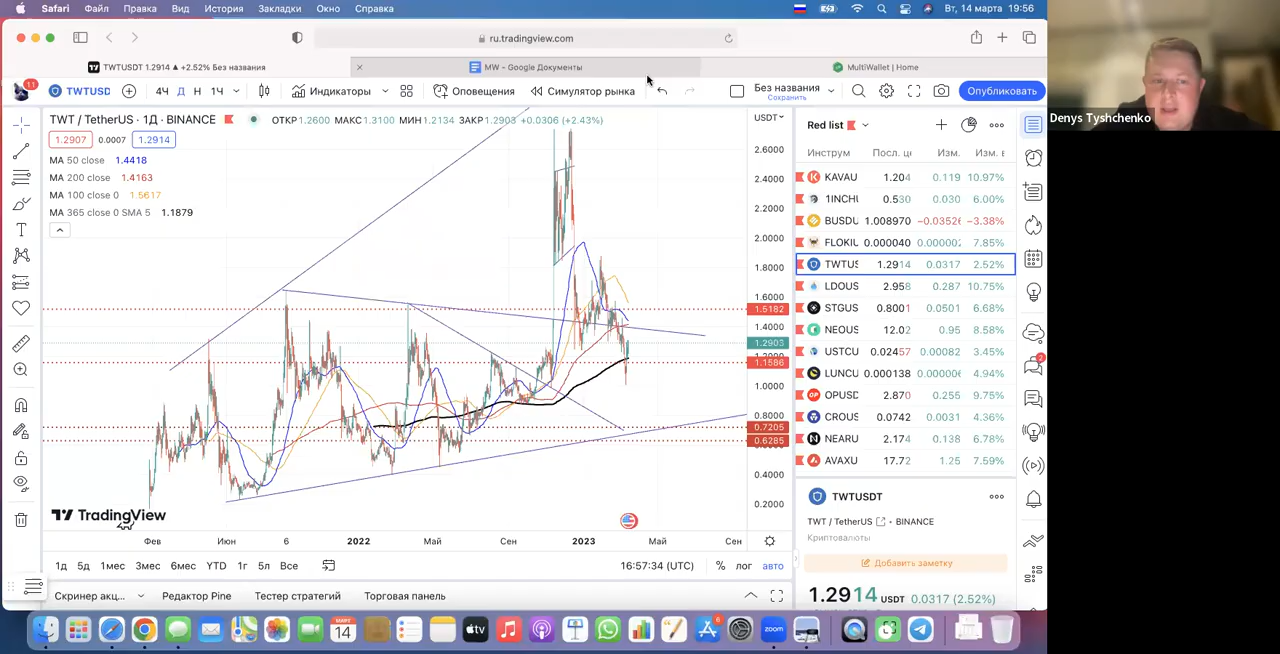 Safari Файл Правка Вид История Закладки Окно Справка Вт, 14 марта 19:56
ru.tradingview.com
TWTUSDT 1.2914 ▲ +2.52% Без названия
MW – Google Документы
MultiWallet | Home
11 TWTUSD 4Ч Д Н 1Ч Индикаторы Оповещения Симулятор рынка Без названия Сохранить Опубликовать
TWT / TetherUS · 1Д · BINANCE ОТКР 1.2600 МАКС 1.3100 МИН 1.2134 ЗАКР 1.2903 +0.0306 (+2.43%)
1.2907 0.0007 1.2914
MA 50 close 1.4418
MA 200 close 1.4163
MA 100 close 0 1.5617
MA 365 close 0 SMA 5 1.1879
USDT
2.6000
2.4000
2.2000
2.0000
1.8000
1.6000
1.5182
1.4000
1.2903
1.1586
1.0000
0.8000
0.7205
0.6285
0.4000
0.2000
TradingView
Фев Июн 6 2022 Май Сен 2023 Май Сен
1д 5д 1мес 3мес 6мес YTD 1г 5л Все 16:57:34 (UTC) % лог авто
Скринер акц... Редактор Pine Тестер стратегий Торговая панель
Red list
Инструм Посл. це Изм. Изм. в
KAVAU 1.204 0.119 10.97%
1INCHU 0.530 0.030 6.00%
BUSDU 1.008970 −0.03526 −3.38%
FLOKIU 0.000040 0.000002 7.85%
TWTUS 1.2914 0.0317 2.52%
LDOUS 2.958 0.287 10.75%
STGUS 0.8001 0.0501 6.68%
NEOUS 12.02 0.95 8.58%
USTCU 0.02457 0.00082 3.45%
LUNCU 0.000138 0.000006 4.94%
OPUSD 2.870 0.255 9.75%
CROUS 0.0742 0.0031 4.36%
NEARU 2.174 0.138 6.78%
AVAXU 17.72 1.25 7.59%
TWTUSDT
TWT / TetherUS • BINANCE
Криптовалюты
Добавить заметку
1.2914 USDT 0.0317 (2.52%)
2
Denys Tyshchenko
МАР 14 tv 6 zoom